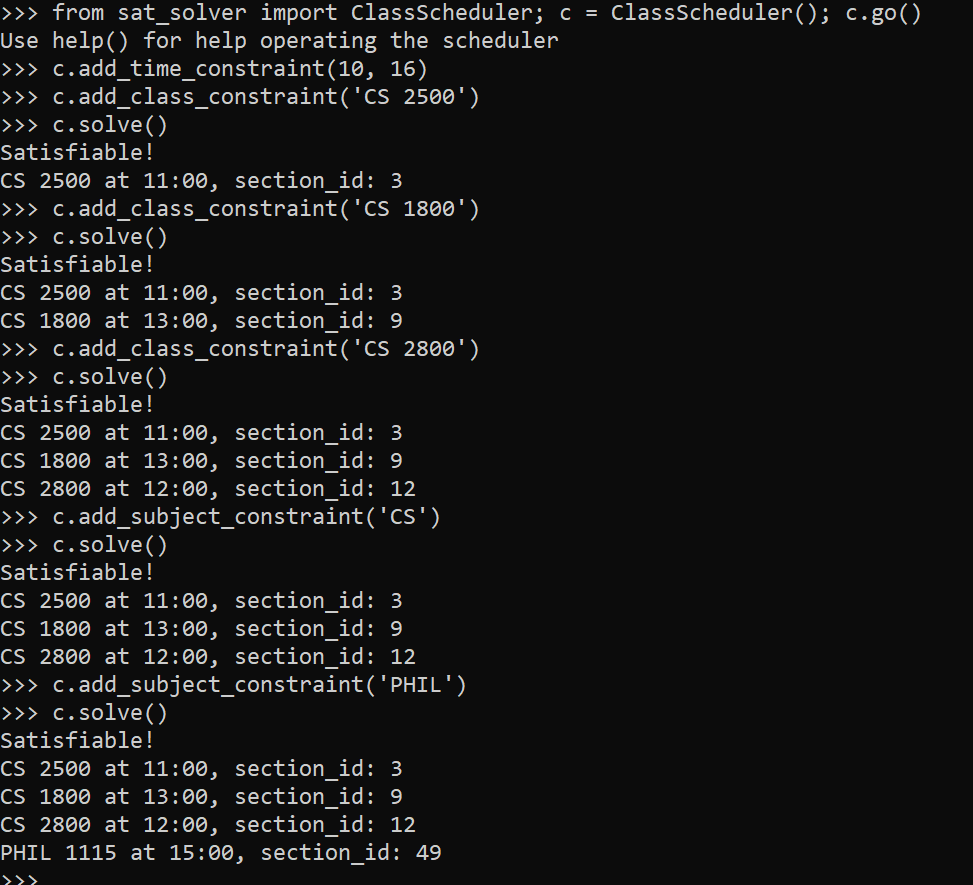 >>> from sat_solver import ClassScheduler; c = ClassScheduler(); c.go()
Use help() for help operating the scheduler
>>> c.add_time_constraint(10, 16)
>>> c.add_class_constraint('CS 2500')
>>> c.solve()
Satisfiable!
CS 2500 at 11:00, section_id: 3
>>> c.add_class_constraint('CS 1800')
>>> c.solve()
Satisfiable!
CS 2500 at 11:00, section_id: 3
CS 1800 at 13:00, section_id: 9
>>> c.add_class_constraint('CS 2800')
>>> c.solve()
Satisfiable!
CS 2500 at 11:00, section_id: 3
CS 1800 at 13:00, section_id: 9
CS 2800 at 12:00, section_id: 12
>>> c.add_subject_constraint('CS')
>>> c.solve()
Satisfiable!
CS 2500 at 11:00, section_id: 3
CS 1800 at 13:00, section_id: 9
CS 2800 at 12:00, section_id: 12
>>> c.add_subject_constraint('PHIL')
>>> c.solve()
Satisfiable!
CS 2500 at 11:00, section_id: 3
CS 1800 at 13:00, section_id: 9
CS 2800 at 12:00, section_id: 12
PHIL 1115 at 15:00, section_id: 49
>>>